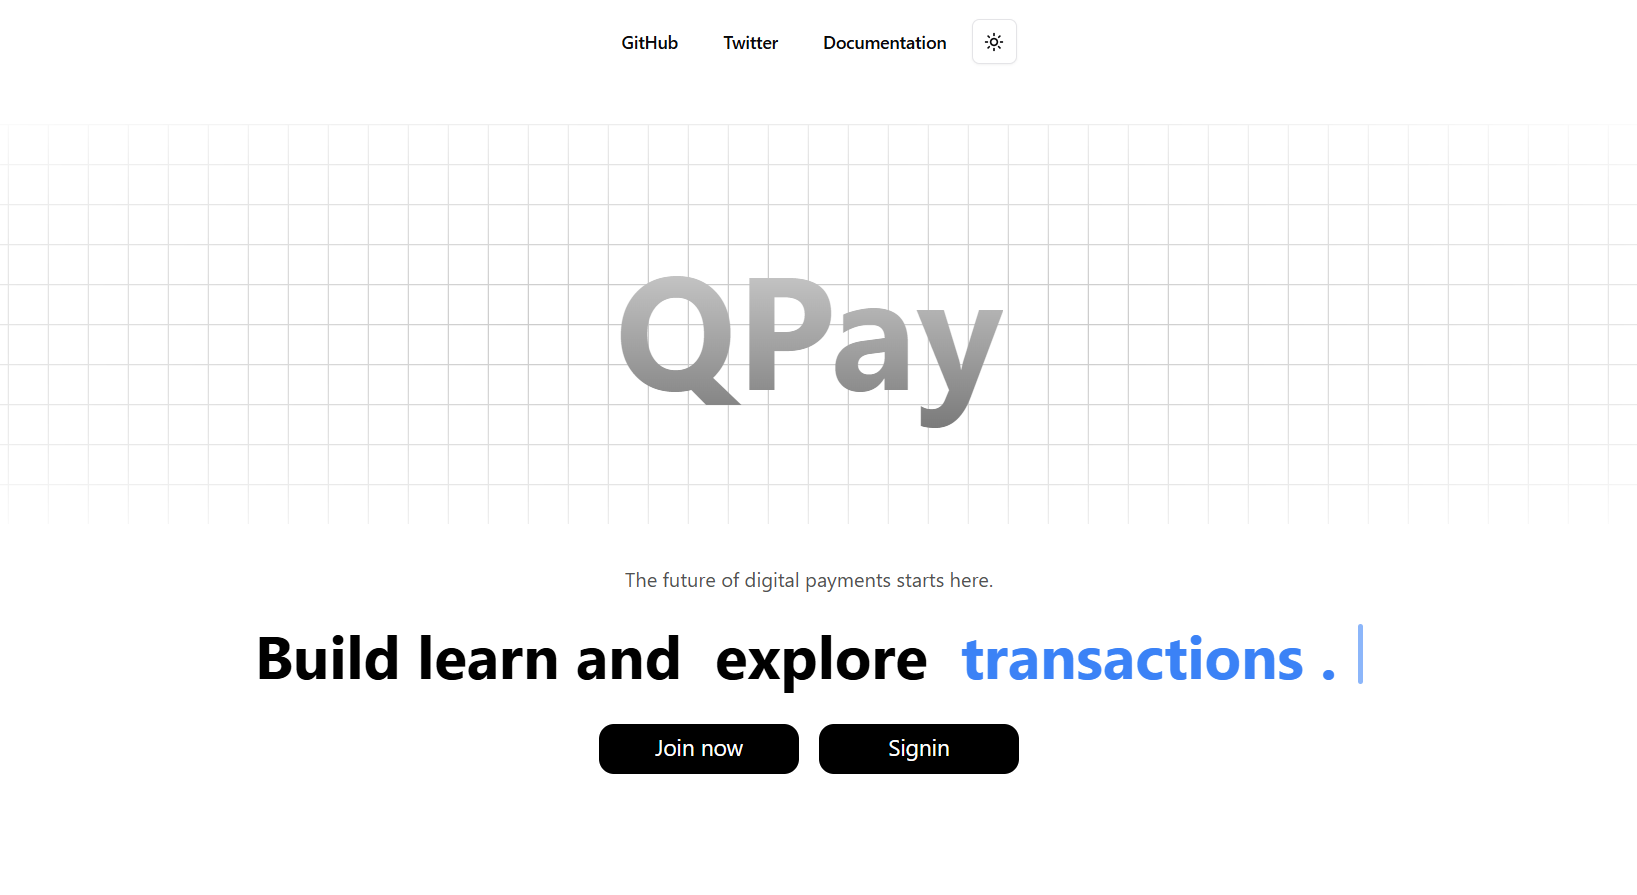 GitHub Twitter Documentation
QPay
The future of digital payments starts here.
Build learn and explore transactions .
Join now Signin